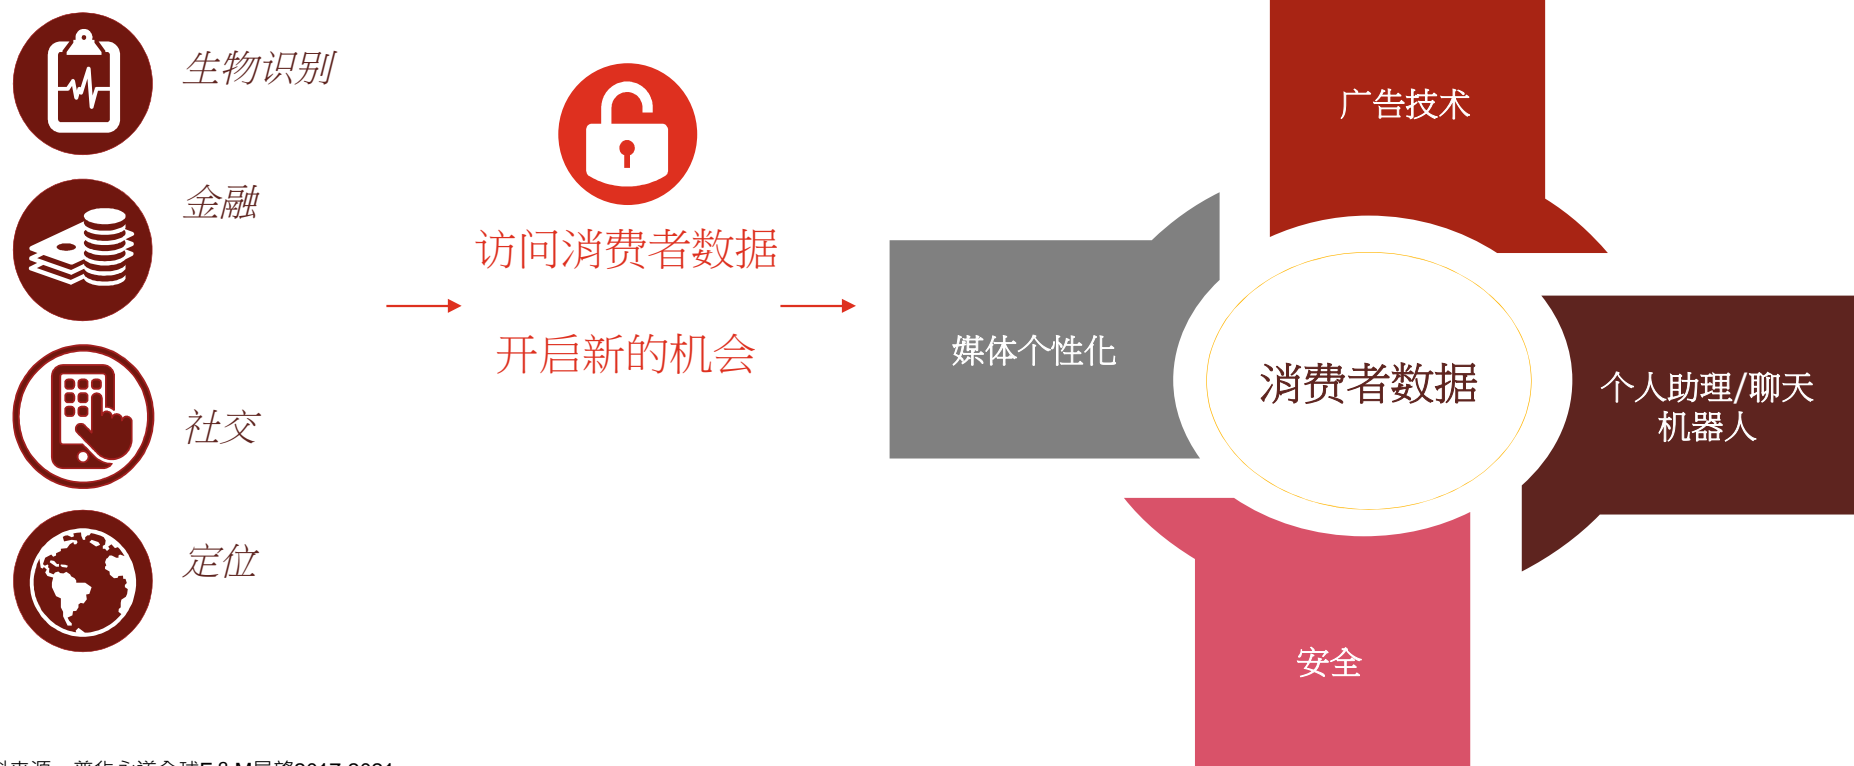 生物识别
金融
社交
定位
访问消费者数据
开启新的机会
广告技术
媒体个性化
消费者数据
个人助理/聊天
机器人
安全